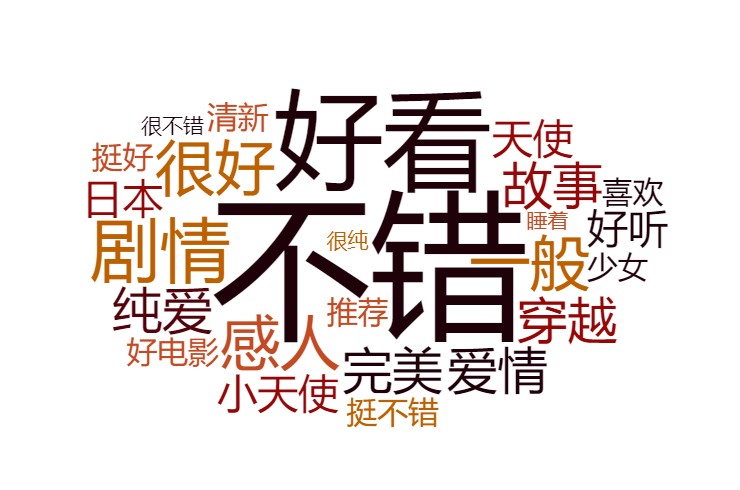 好看
不错
很不错
清新
天使
挺好
很好
故事
喜欢
日本
睡着
好听
剧情
很纯
一般
少女
纯爱
推荐
穿越
好电影
感人
完美
爱情
小天使
挺不错